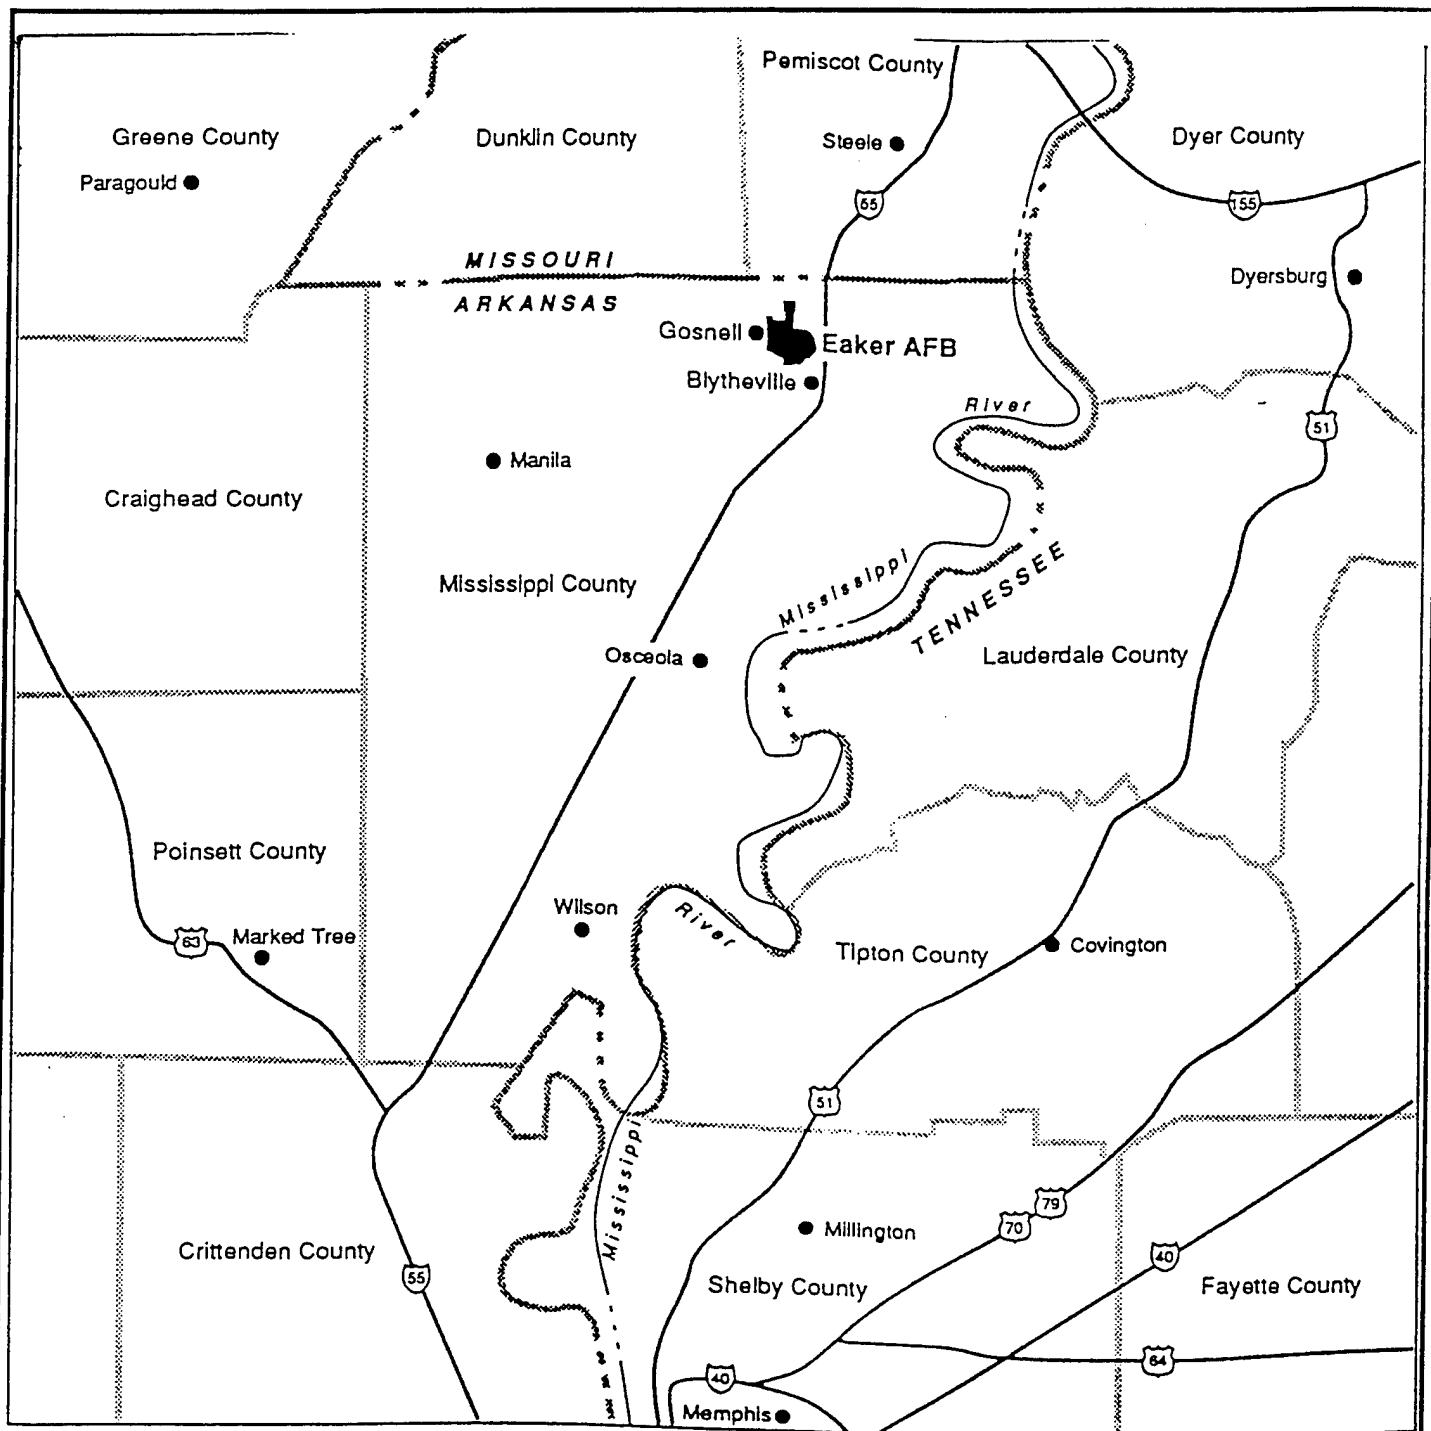 Pemiscot County
Greene County
Dunklin County
Dyer County
Steele
Paragould
55
155
MISSOURI
Dyersburg
ARKANSAS
Gosnell
Eaker AFB
Blytheville
River
51
Manila
Craighead County
Mississippi
TENNESSEE
Mississippi County
Osceola
Lauderdale County
Poinsett County
Wilson
River
63
Marked Tree
Tipton County
Covington
51
Mississippi
79
70
Millington
40
Crittenden County
55
Shelby County
Fayette County
64
40
Memphis